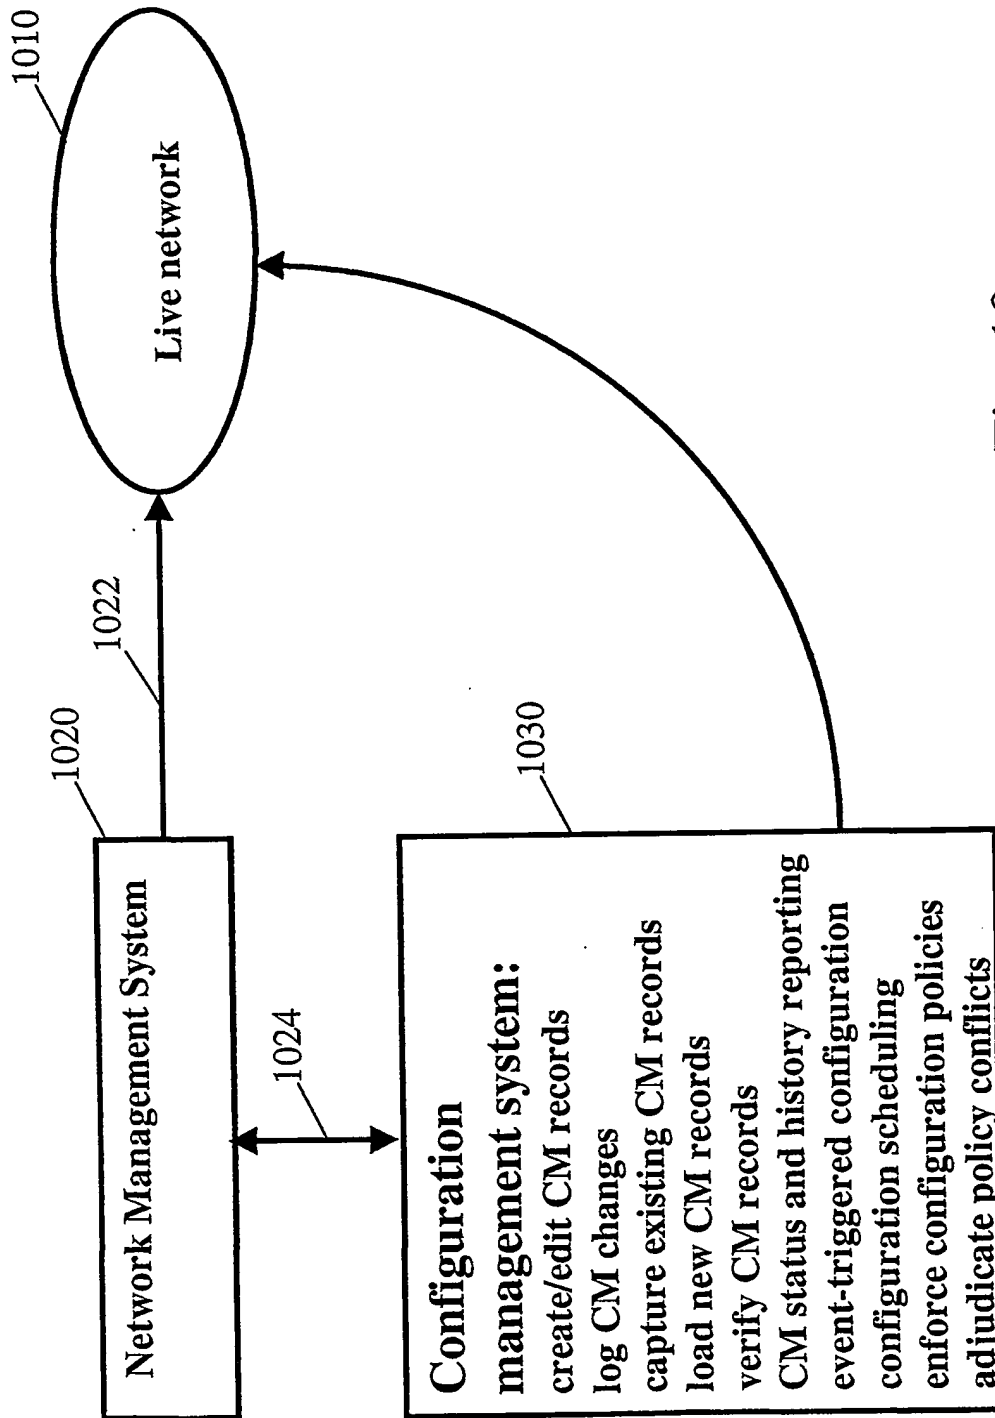 Network Management System
1020
1022
1010
Live network
1024
1030
Configuration
management system:
create/edit CM records
log CM changes
capture existing CM records
load new CM records
verify CM records
CM status and history reporting
event-triggered configuration
configuration scheduling
enforce configuration policies
adjudicate policy conflicts